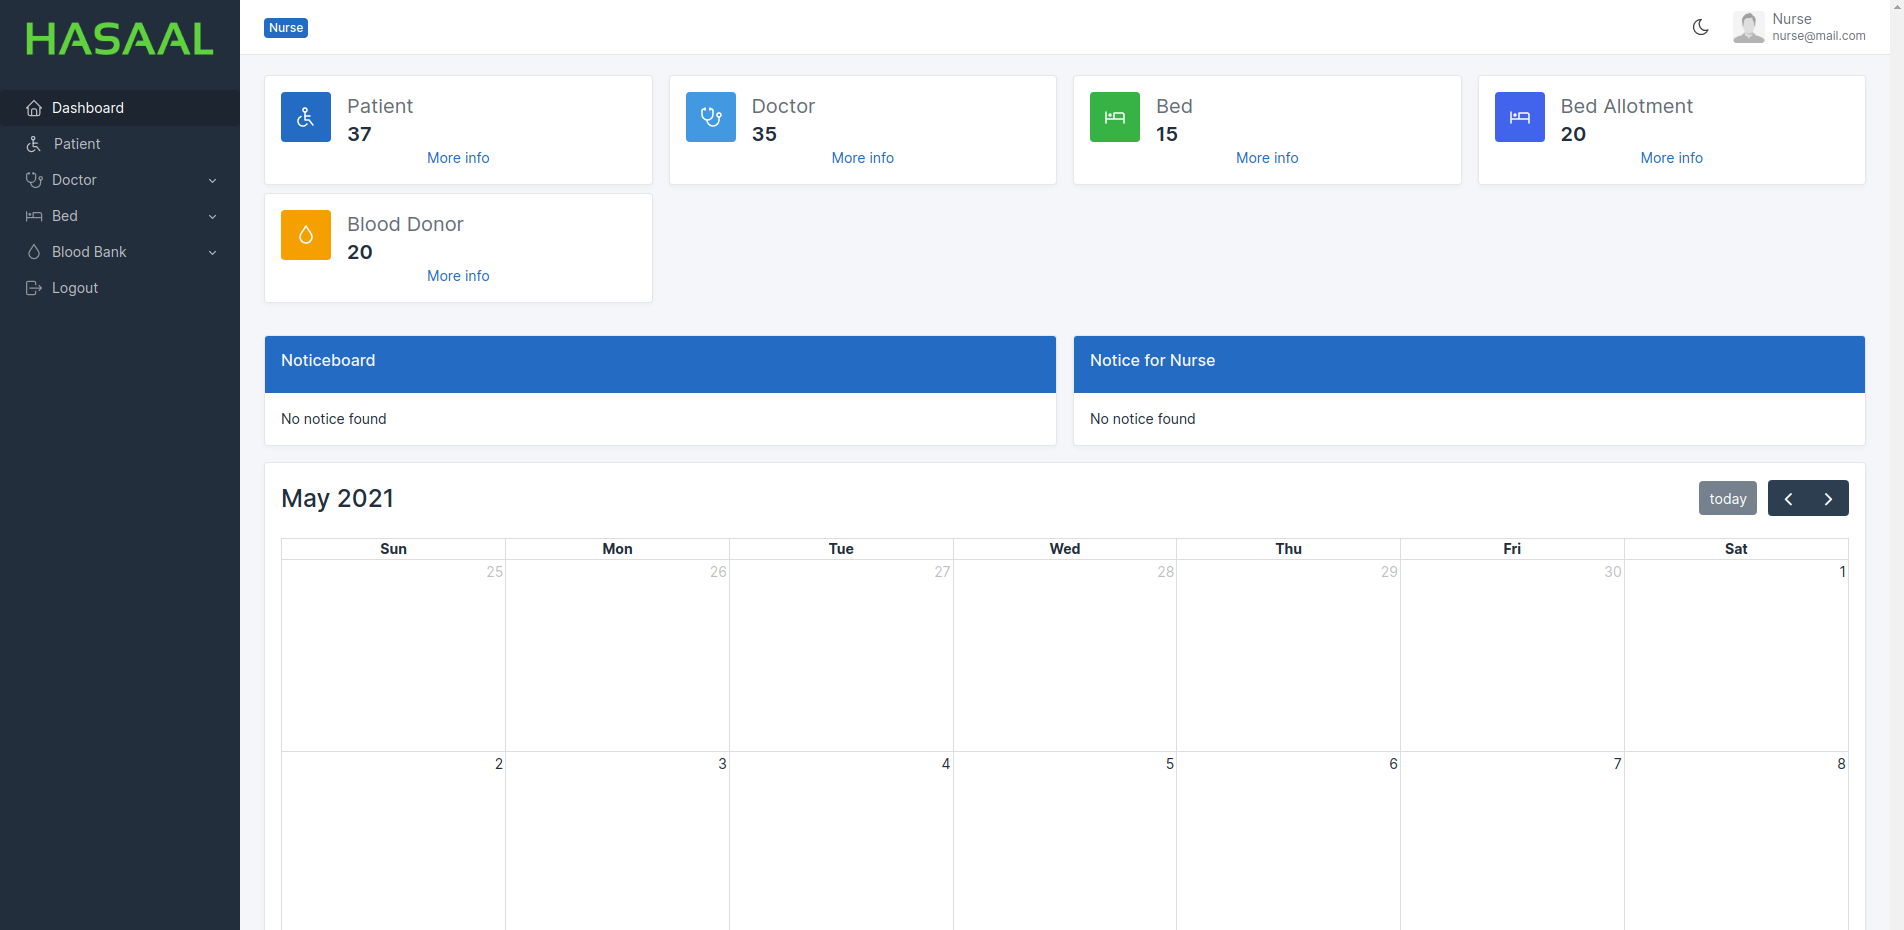 HASAAL
Dashboard
Patient
Doctor
Bed
Blood Bank
Logout
Nurse
Nurse
nurse@mail.com
Patient
37
More info
Doctor
35
More info
Bed
15
More info
Bed Allotment
20
More info
Blood Donor
20
More info
Noticeboard
No notice found
Notice for Nurse
No notice found
May 2021
today
Sun Mon Tue Wed Thu Fri Sat
25 26 27 28 29 30 1
2 3 4 5 6 7 8